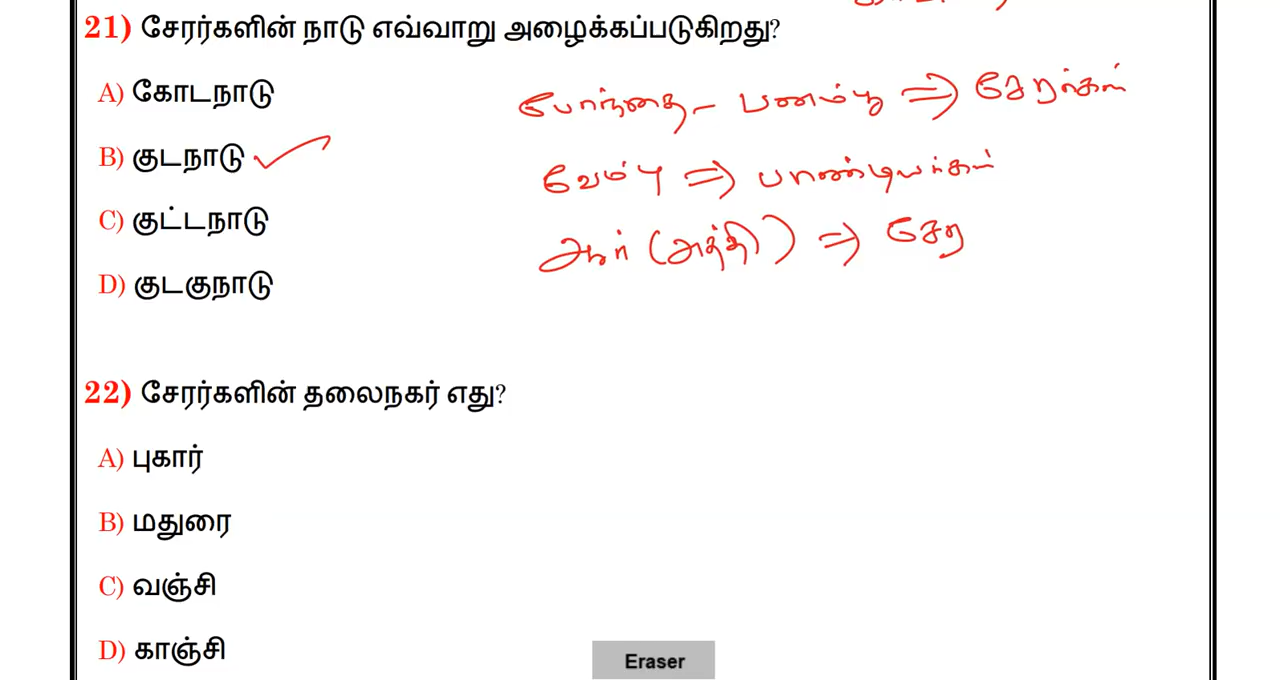 21) சேரர்களின் நாடு எவ்வாறு அழைக்கப்படுகிறது?
A) கோடநாடு
போந்தை - பனம்பூ ⇒ சேரர்கள்
B) குடநாடு
வேம்பு ⇒ பாண்டியர்கள்
C) குட்டநாடு
ஆர் (அத்தி) ⇒ சேழ
D) குடகுநாடு
22) சேரர்களின் தலைநகர் எது?
A) புகார்
B) மதுரை
C) வஞ்சி
D) காஞ்சி
Eraser